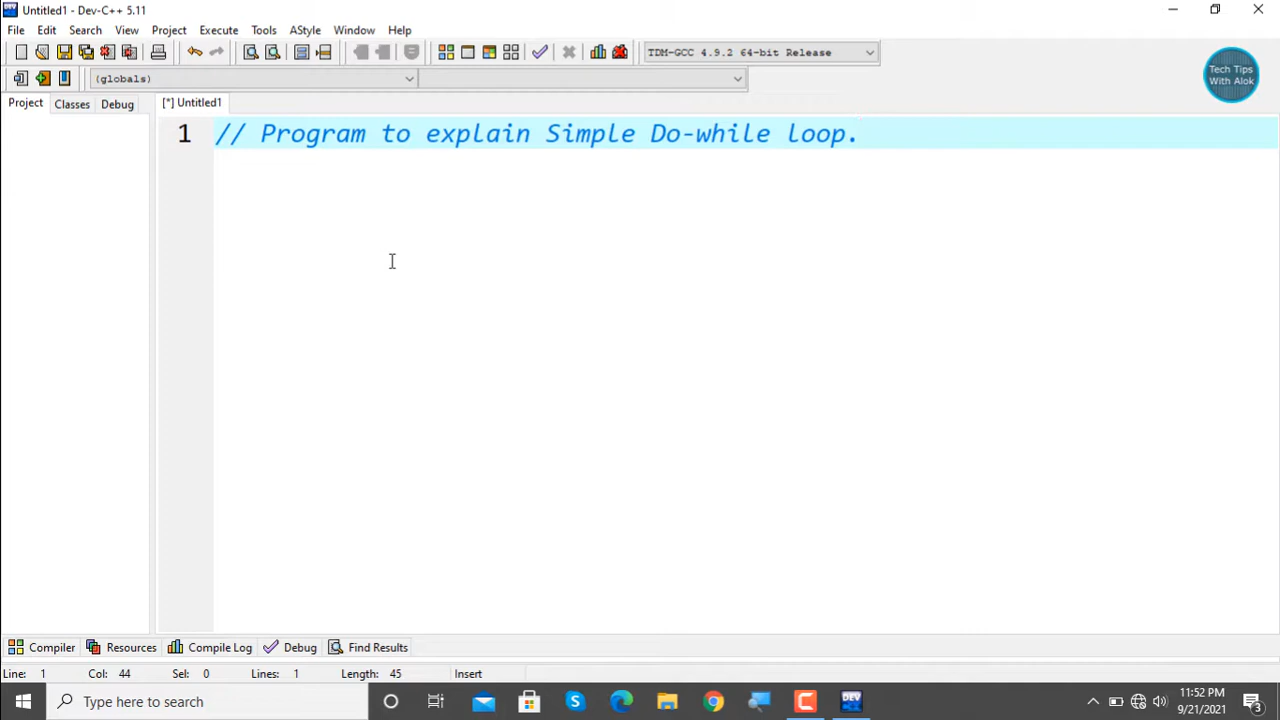 Untitled1 - Dev-C++ 5.11
File Edit Search View Project Execute Tools AStyle Window Help
TDM-GCC 4.9.2 64-bit Release
(globals)
Tech Tips
With Alok
Project Classes Debug [*] Untitled1
1 // Program to explain Simple Do-while loop.
Compiler Resources Compile Log Debug Find Results
Line: 1 Col: 44 Sel: 0 Lines: 1 Length: 45 Insert
Type here to search
DEV
11:52 PM
9/21/2021
3